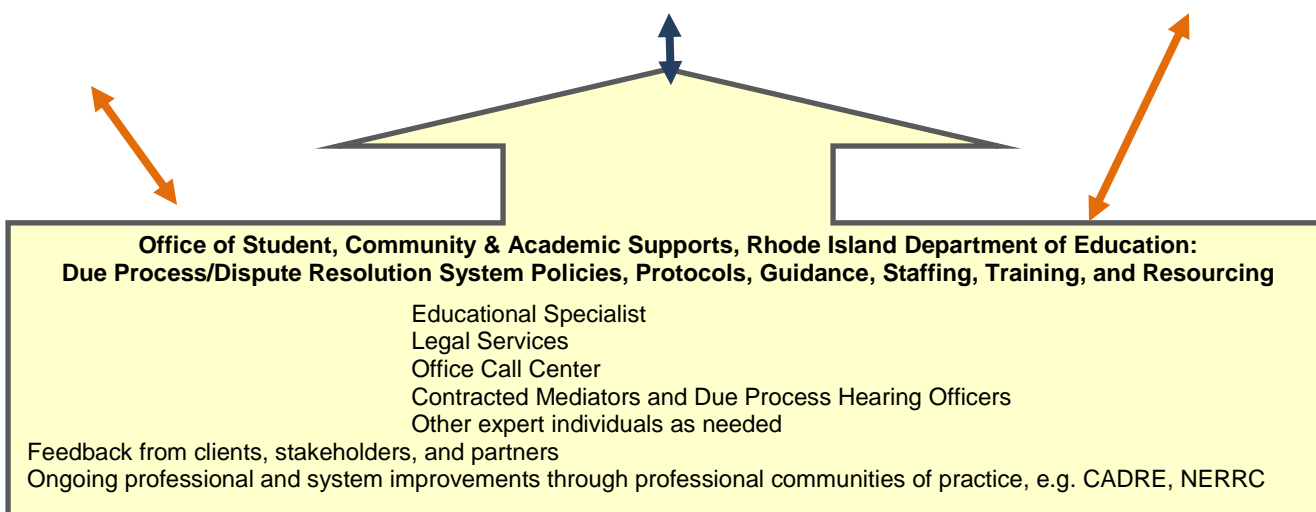 Office of Student, Community & Academic Supports, Rhode Island Department of Education:
Due Process/Dispute Resolution System Policies, Protocols, Guidance, Staffing, Training, and Resourcing
Educational Specialist
Legal Services
Office Call Center
Contracted Mediators and Due Process Hearing Officers
Other expert individuals as needed
Feedback from clients, stakeholders, and partners
Ongoing professional and system improvements through professional communities of practice, e.g. CADRE, NERRC